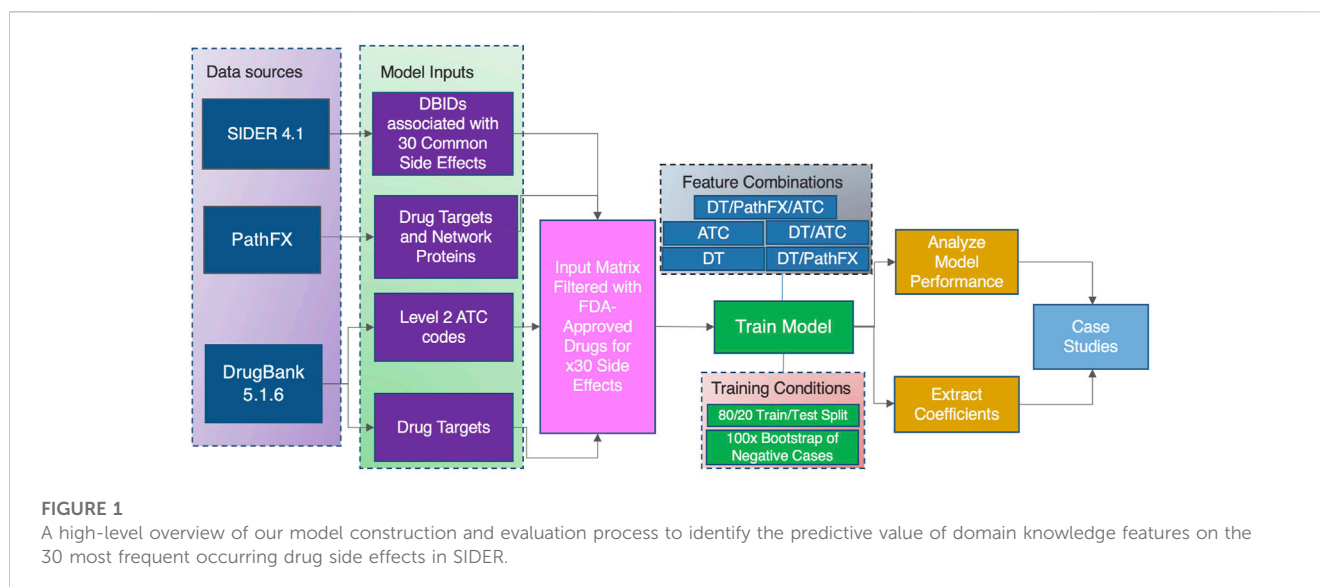 Data sources
SIDER 4.1
PathFX
DrugBank
5.1.6
Model Inputs
DBIDs
associated with
30 Common
Side Effects
Drug Targets
and Network
Proteins
Level 2 ATC
codes
Drug Targets
Input Matrix
Filtered with
FDA-
Approved
Drugs for
x30 Side
Effects
Feature Combinations
DT/PathFX/ATC
ATC
DT/ATC
DT
DT/PathFX
Train Model
Training Conditions
80/20 Train/Test Split
100x Bootstrap of
Negative Cases
Analyze
Model
Performance
Extract
Coefficients
Case
Studies
FIGURE 1
A high-level overview of our model construction and evaluation process to identify the predictive value of domain knowledge features on the
30 most frequent occurring drug side effects in SIDER.